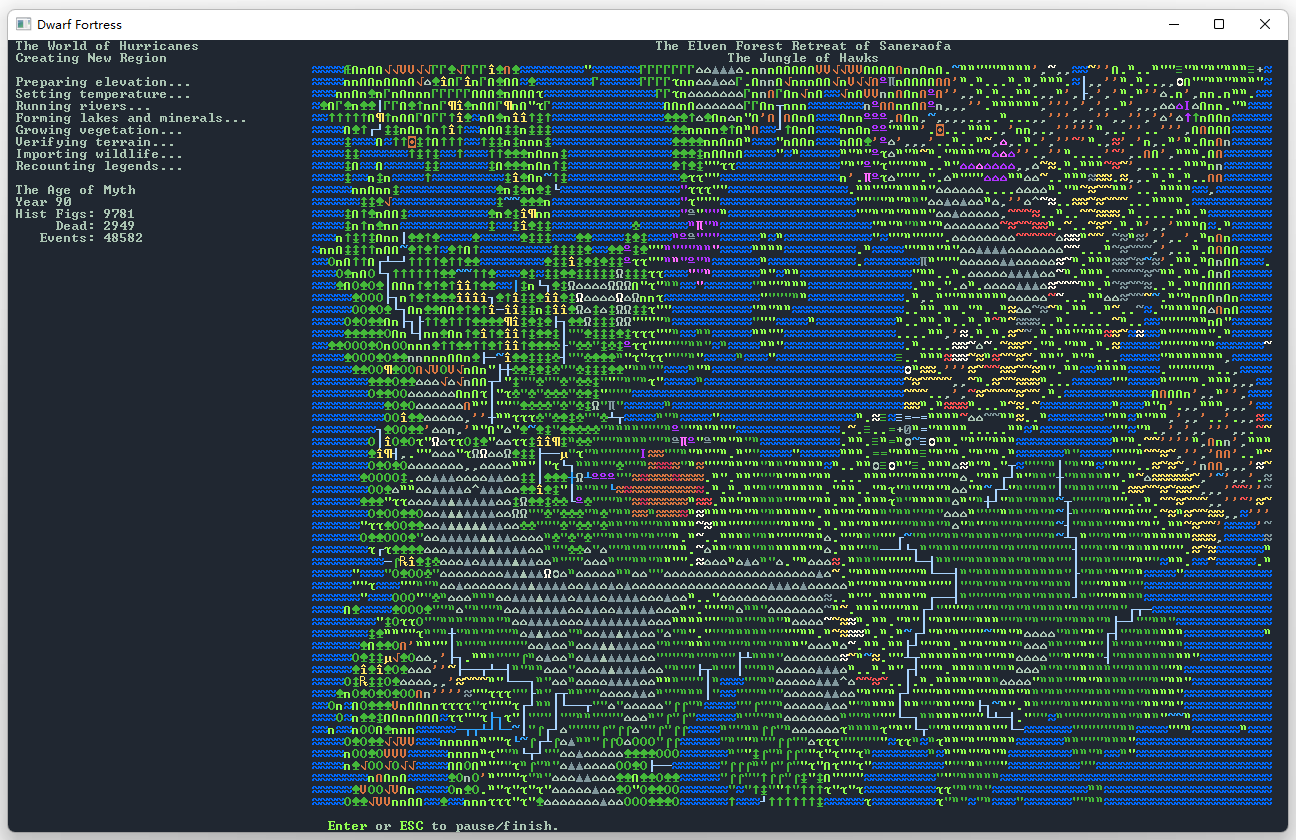 Dwarf Fortress
The World of Hurricanes
The Elven Forest Retreat of Saneraofa
Creating New Region
The Jungle of Hawks
Preparing elevation...
Setting temperature...
Running rivers...
Forming lakes and minerals...
Growing vegetation...
Verifying terrain...
Importing wildlife...
Recounting legends...
The Age of Myth
Year 90
Hist Figs: 9781
Dead: 2949
Events: 48582
Enter or ESC to pause/finish.